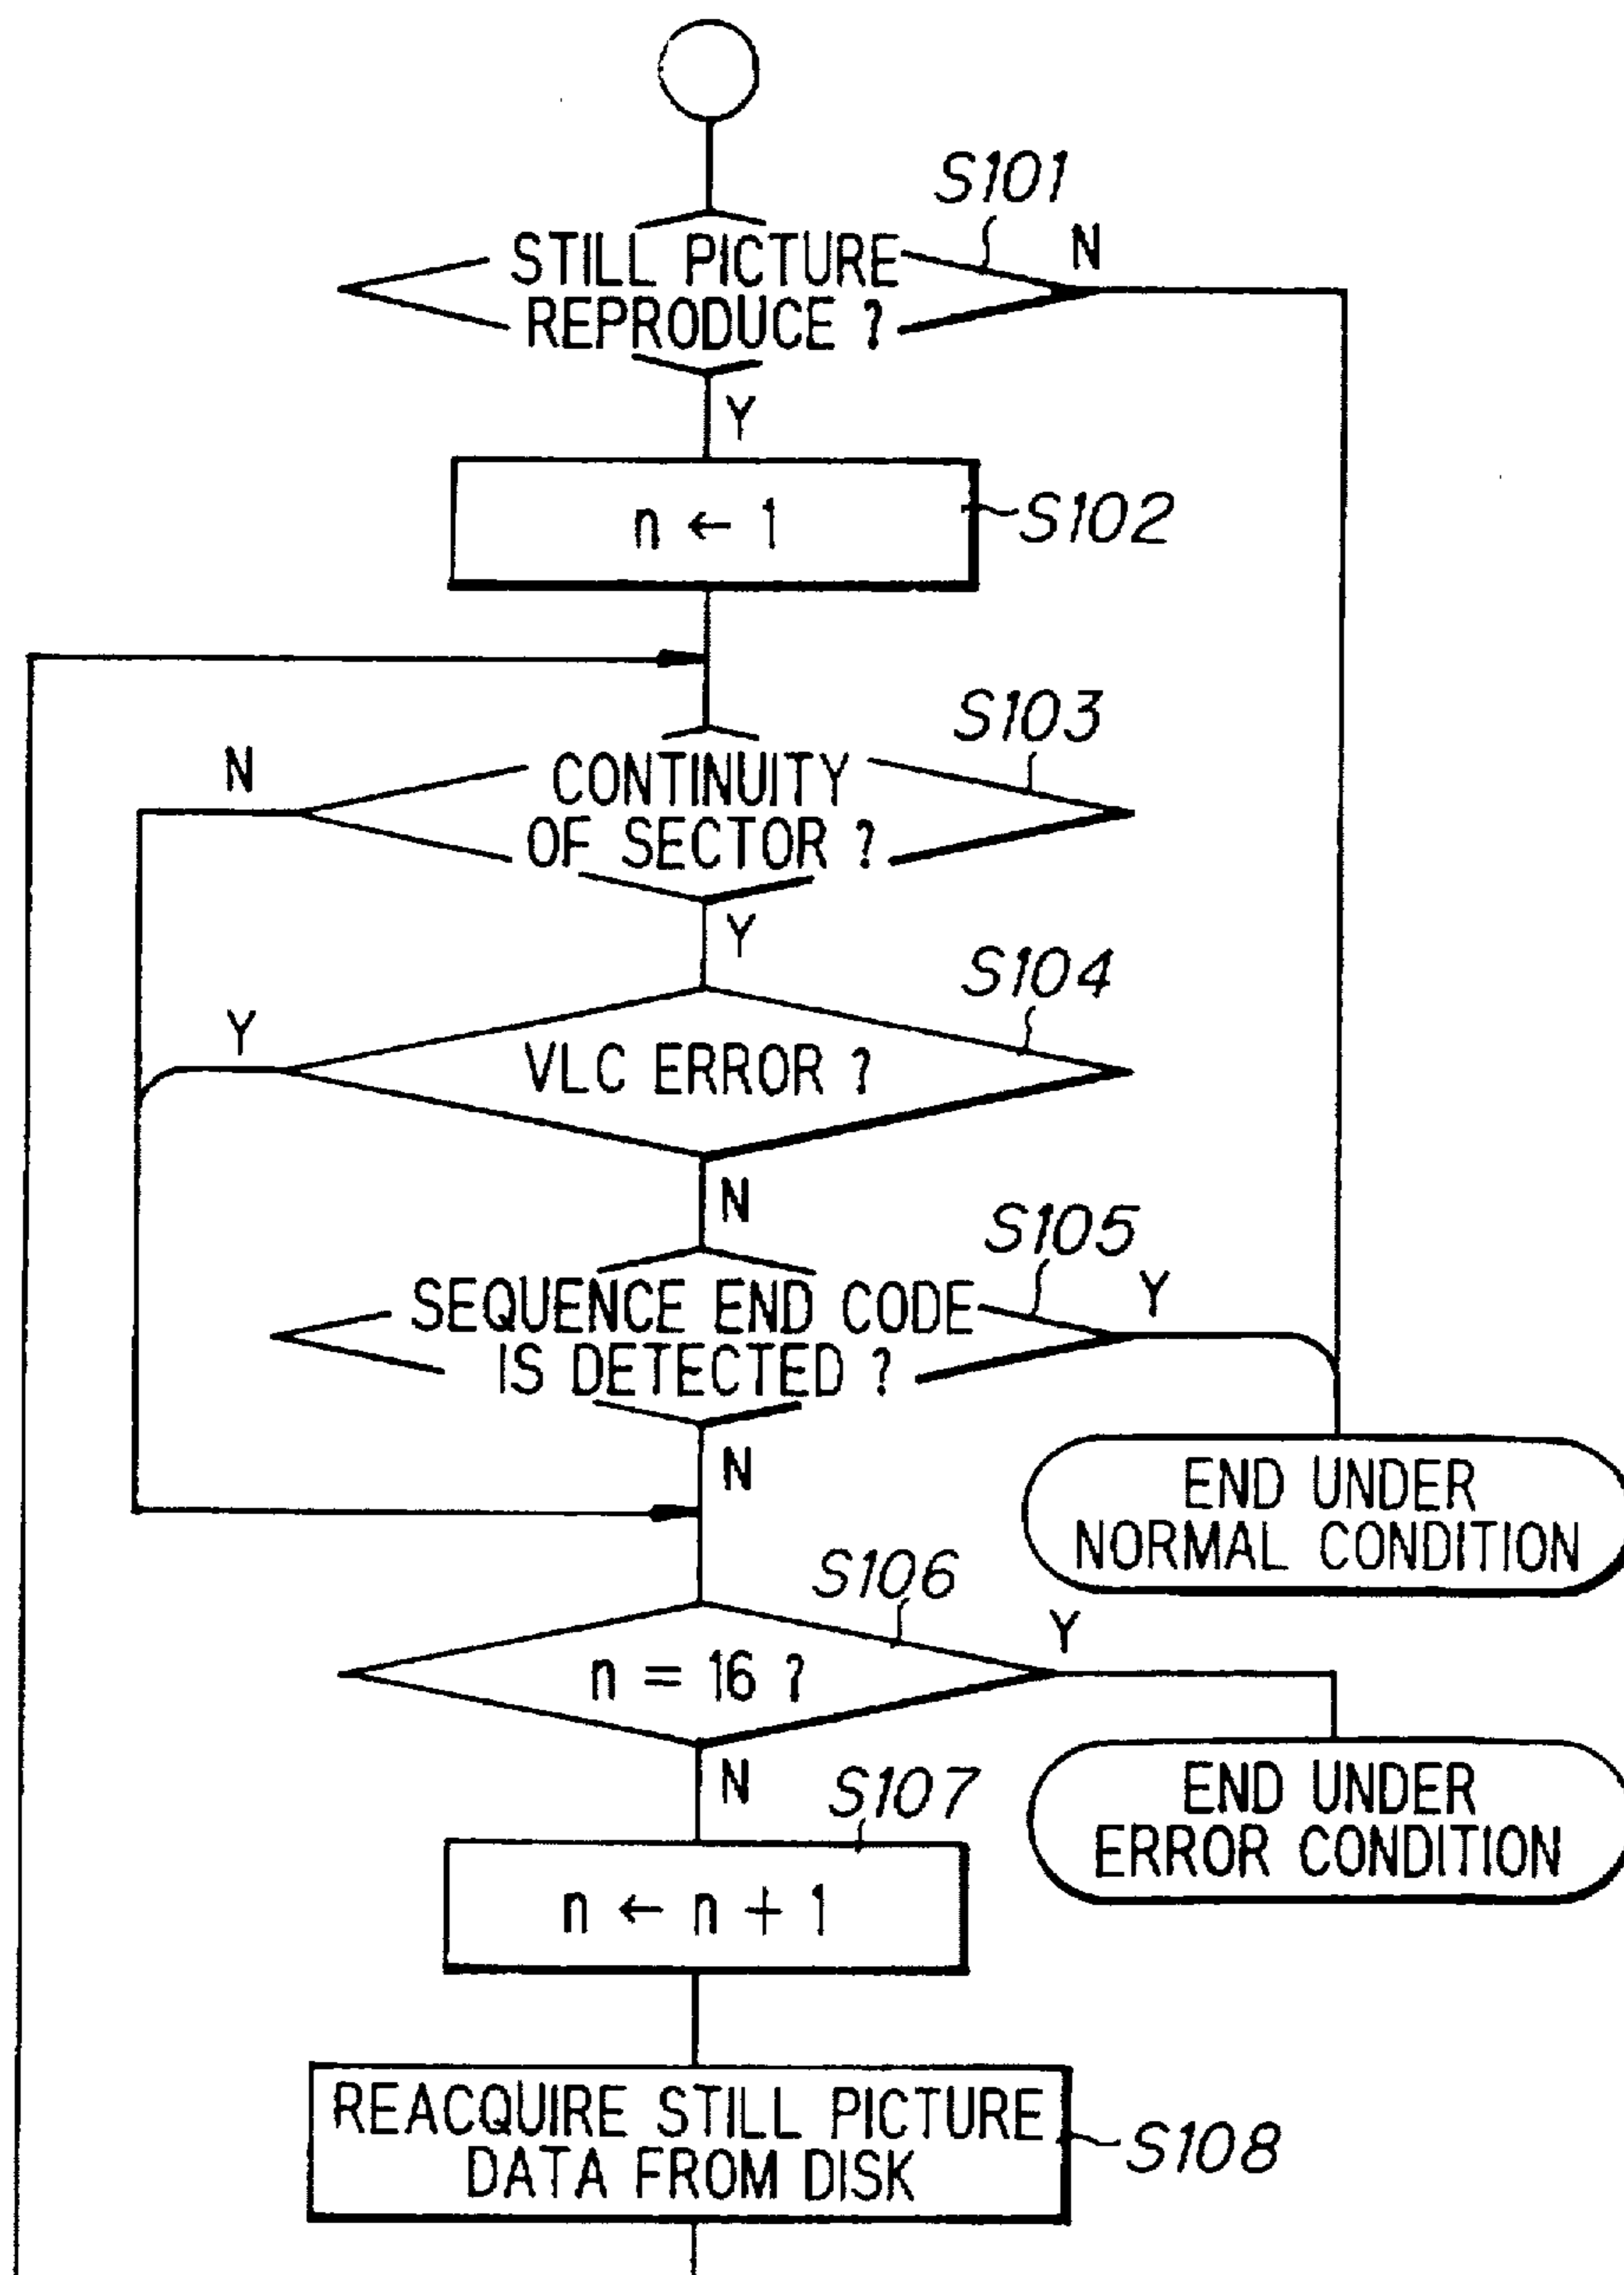 S101
STILL PICTURE
REPRODUCE ?
N
Y
n ← 1
S102
S103
N
CONTINUITY
OF SECTOR ?
Y
S104
Y
VLC ERROR ?
N
S105
SEQUENCE END CODE
IS DETECTED ?
Y
N
END UNDER
NORMAL CONDITION
S106
n = 16 ?
Y
N
END UNDER
ERROR CONDITION
S107
n ← n + 1
REACQUIRE STILL PICTURE
DATA FROM DISK
S108